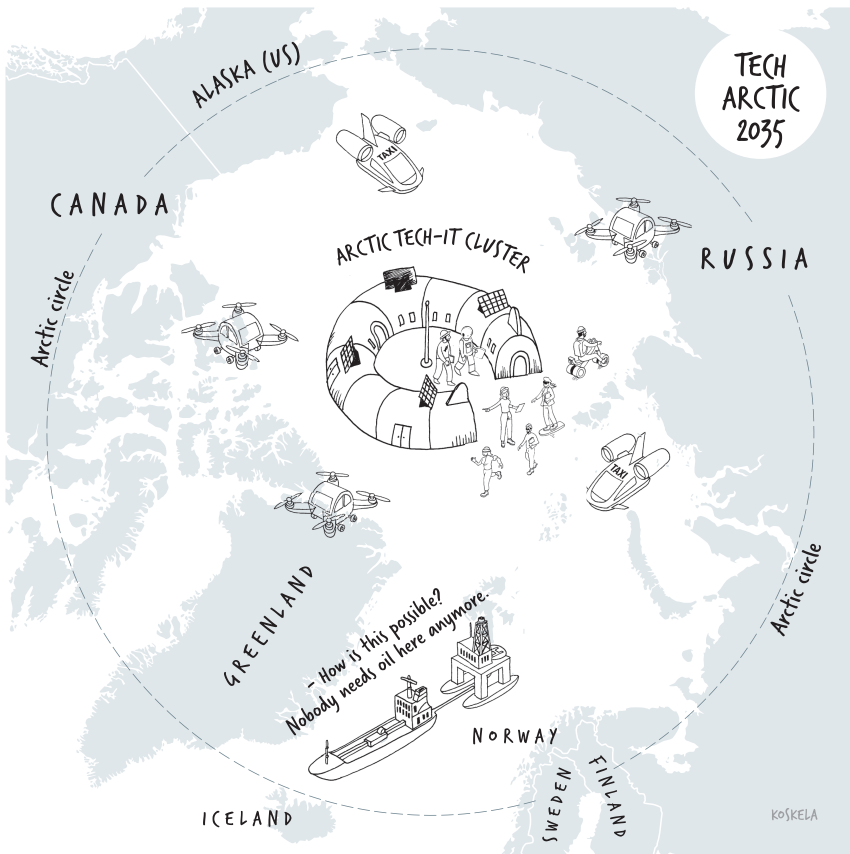 TECH
ARCTIC
2035
ALASKA (US)
TAXI
CANADA
ARCTIC TECH-IT CLUSTER
RUSSIA
Arctic circle
TAXI
GREENLAND
Arctic circle
- How is this possible?
Nobody needs oil here anymore.
NORWAY
SWEDEN
FINLAND
ICELAND
KOSKELA